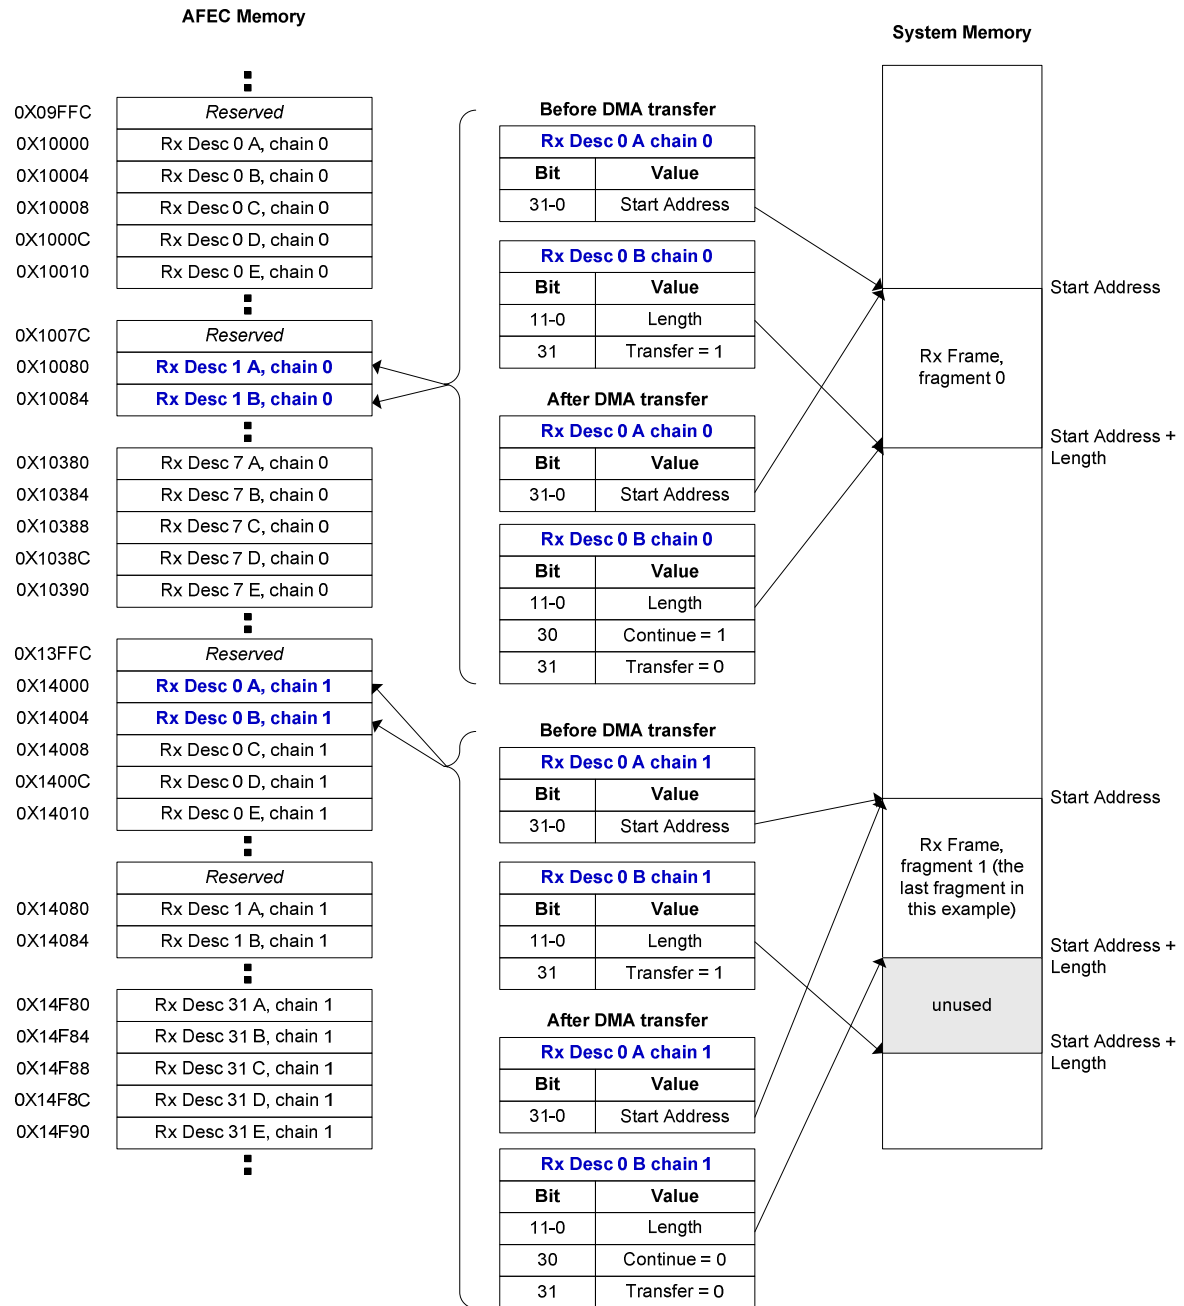 AFEC Memory
0X09FFC Reserved
0X10000 Rx Desc 0 A, chain 0
0X10004 Rx Desc 0 B, chain 0
0X10008 Rx Desc 0 C, chain 0
0X1000C Rx Desc 0 D, chain 0
0X10010 Rx Desc 0 E, chain 0
0X1007C Reserved
0X10080 Rx Desc 1 A, chain 0
0X10084 Rx Desc 1 B, chain 0
0X10380 Rx Desc 7 A, chain 0
0X10384 Rx Desc 7 B, chain 0
0X10388 Rx Desc 7 C, chain 0
0X1038C Rx Desc 7 D, chain 0
0X10390 Rx Desc 7 E, chain 0
0X13FFC Reserved
0X14000 Rx Desc 0 A, chain 1
0X14004 Rx Desc 0 B, chain 1
0X14008 Rx Desc 0 C, chain 1
0X1400C Rx Desc 0 D, chain 1
0X14010 Rx Desc 0 E, chain 1
Reserved
0X14080 Rx Desc 1 A, chain 1
0X14084 Rx Desc 1 B, chain 1
0X14F80 Rx Desc 31 A, chain 1
0X14F84 Rx Desc 31 B, chain 1
0X14F88 Rx Desc 31 C, chain 1
0X14F8C Rx Desc 31 D, chain 1
0X14F90 Rx Desc 31 E, chain 1
Before DMA transfer
Rx Desc 0 A chain 0
Bit Value
31-0 Start Address
Rx Desc 0 B chain 0
Bit Value
11-0 Length
31 Transfer = 1
After DMA transfer
Rx Desc 0 A chain 0
Bit Value
31-0 Start Address
Rx Desc 0 B chain 0
Bit Value
11-0 Length
30 Continue = 1
31 Transfer = 0
Before DMA transfer
Rx Desc 0 A chain 1
Bit Value
31-0 Start Address
Rx Desc 0 B chain 1
Bit Value
11-0 Length
31 Transfer = 1
After DMA transfer
Rx Desc 0 A chain 1
Bit Value
31-0 Start Address
Rx Desc 0 B chain 1
Bit Value
11-0 Length
30 Continue = 0
31 Transfer = 0
System Memory
Start Address
Rx Frame,
fragment 0
Start Address +
Length
Start Address
Rx Frame,
fragment 1 (the
last fragment in
this example)
Start Address +
Length
unused
Start Address +
Length